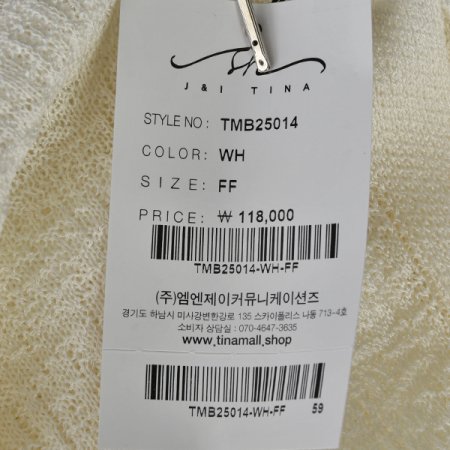 J & I TINA
STYLE NO: TMB25014
COLOR: WH
SIZE: FF
PRICE: ₩ 118,000
TMB25014-WH-FF
(주)엠엔제이커뮤니케이션즈
경기도 하남시 미사강변한강로 135 스카이폴리스 나동 713-4호
소비자 상담실 : 070-4647-3635
www.tinamall.shop
TMB25014-WH-FF 59